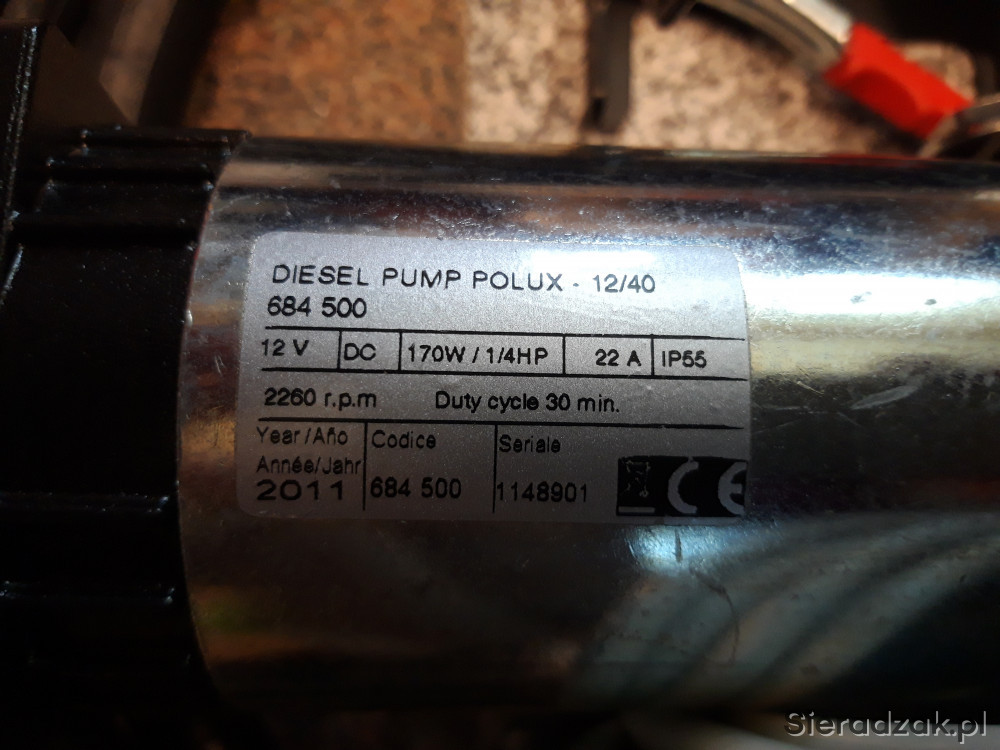 DIESEL PUMP POLUX - 12/40
684 500
12 V DC 170W / 1/4HP 22 A IP55
2260 r.p.m Duty cycle 30 min.
Year/Año Codice Seriale
Année/Jahr
2011 684 500 1148901 CE
Sieradzak.pl